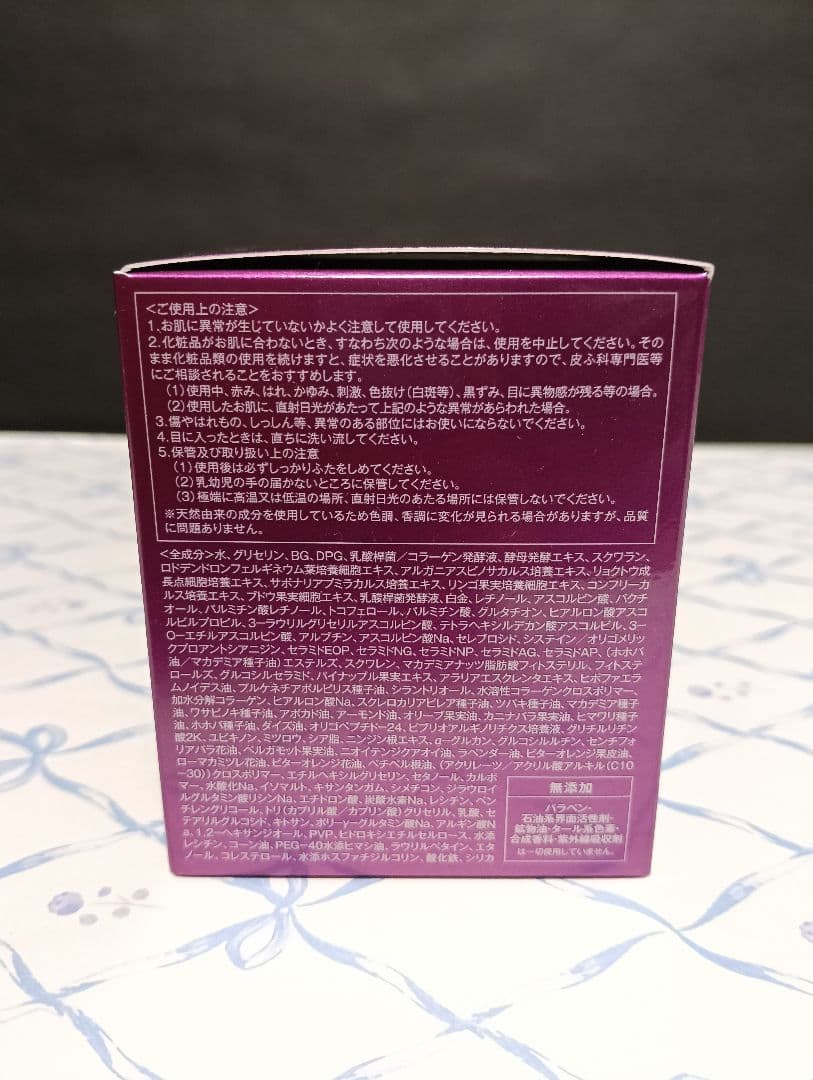 <ご使用上の注意>
1.お肌に異常が生じていないかよく注意して使用してください。
2.化粧品がお肌に合わないとき、すなわち次のような場合は、使用を中止してください。その
まま化粧品類の使用を続けますと、症状を悪化させることがありますので、皮ふ科専門医等
にご相談されることをおすすめします。
(1)使用中、赤み、はれ、かゆみ、刺激、色抜け(白斑等)、黒ずみ、目に異物感が残る等の場合。
(2)使用したお肌に、直射日光があたって上記のような異常があらわれた場合。
3.傷やはれもの、しっしん等、異常のある部位にはお使いにならないでください。
4.目に入ったときは、直ちに洗い流してください。
5.保管及び取り扱い上の注意
(1)使用後は必ずしっかりふたをしめてください。
(2)乳幼児の手の届かないところに保管してください。
(3)極端に高温又は低温の場所、直射日光のあたる場所には保管しないでください。
※天然由来の成分を使用しているため色調、香調に変化が見られる場合がありますが、品質
に問題ありません。
<全成分>水、グリセリン、BG、DPG、乳酸桿菌/コラーゲン発酵液、酵母発酵エキス、スクワラン、
ロドデンドロンフェルギネウム葉培養細胞エキス、アルガニアスピノサカルス培養エキス、リョクトウ成
長点細胞培養エキス、サポナリアプミラカルス培養エキス、リンゴ果実培養細胞エキス、コンフリーカ
ルス培養エキス、ブドウ果実細胞エキス、乳酸桿菌発酵液、白金、レチノール、アスコルビン酸、バクチ
オール、パルミチン酸レチノール、トコフェロール、パルミチン酸、グルタチオン、ヒアルロン酸アスコ
ルビルプロピル、3-ラウリルグリセリルアスコルビン酸、テトラヘキシルデカン酸アスコルビル、3-
O-エチルアスコルビン酸、アルブチン、アスコルビン酸Na、セレブロシド、システイン/オリゴメリッ
クプロアントシアニジン、セラミドEOP、セラミドNG、セラミドNP、セラミドAG、セラミドAP、(ホホバ
油/マカデミア種子油)エステルズ、スクワレン、マカデミアナッツ脂肪酸フィトステリル、フィトステ
ロールズ、グルコシルセラミド、パイナップル果実エキス、アラリアエスクレンタエキス、ヒポファエラ
ムノイデス油、プルケネチアボルビリス種子油、シラントリオール、水溶性コラーゲンクロスポリマー、
加水分解コラーゲン、ヒアルロン酸Na、スクレロカリアビレア種子油、ツバキ種子油、マカデミア種子
油、ワサビノキ種子油、アボカド油、アーモンド油、オリーブ果実油、カニナバラ果実油、ヒマワリ種子
油、ホホバ種子油、ダイズ油、オリゴペプチド-24、ビブリオアルギノリチクス培養液、グリチルリチン
酸2K、ユビキノン、ミツロウ、シア脂、ニンジン根エキス、α-グルカン、グルコシルルチン、センチフォ
リアバラ花油、ベルガモット果実油、ニオイテンジクアオイ油、ラベンダー油、ビターオレンジ果皮油、
ローマカミツレ花油、ビターオレンジ花油、ベチベル根油、(アクリレーツ/アクリル酸アルキル(C10
-30))クロスポリマー、エチルヘキシルグリセリン、セタノール、カルボ
マー、水酸化Na、イソマルト、キサンタンガム、シメチコン、ジラウロイ
ルグルタミン酸リシンNa、エチドロン酸、炭酸水素Na、レシチン、ペン
チレングリコール、トリ(カプリル酸/カプリン酸)グリセリル、乳酸、セ
テアリルグルコシド、キトサン、ポリ-γ-グルタミン酸Na、アルギン酸N
a、1,2-ヘキサンジオール、PVP、ヒドロキシエチルセルロース、水添
レシチン、コーン油、PEG-40水添ヒマシ油、ラウリルベタイン、エタ
ノール、コレステロール、水添ホスファチジルコリン、酸化鉄、シリカ
無添加
パラベン・
石油系界面活性剤・
鉱物油・タール系色素・
合成香料・紫外線吸収剤
は一切使用していません。